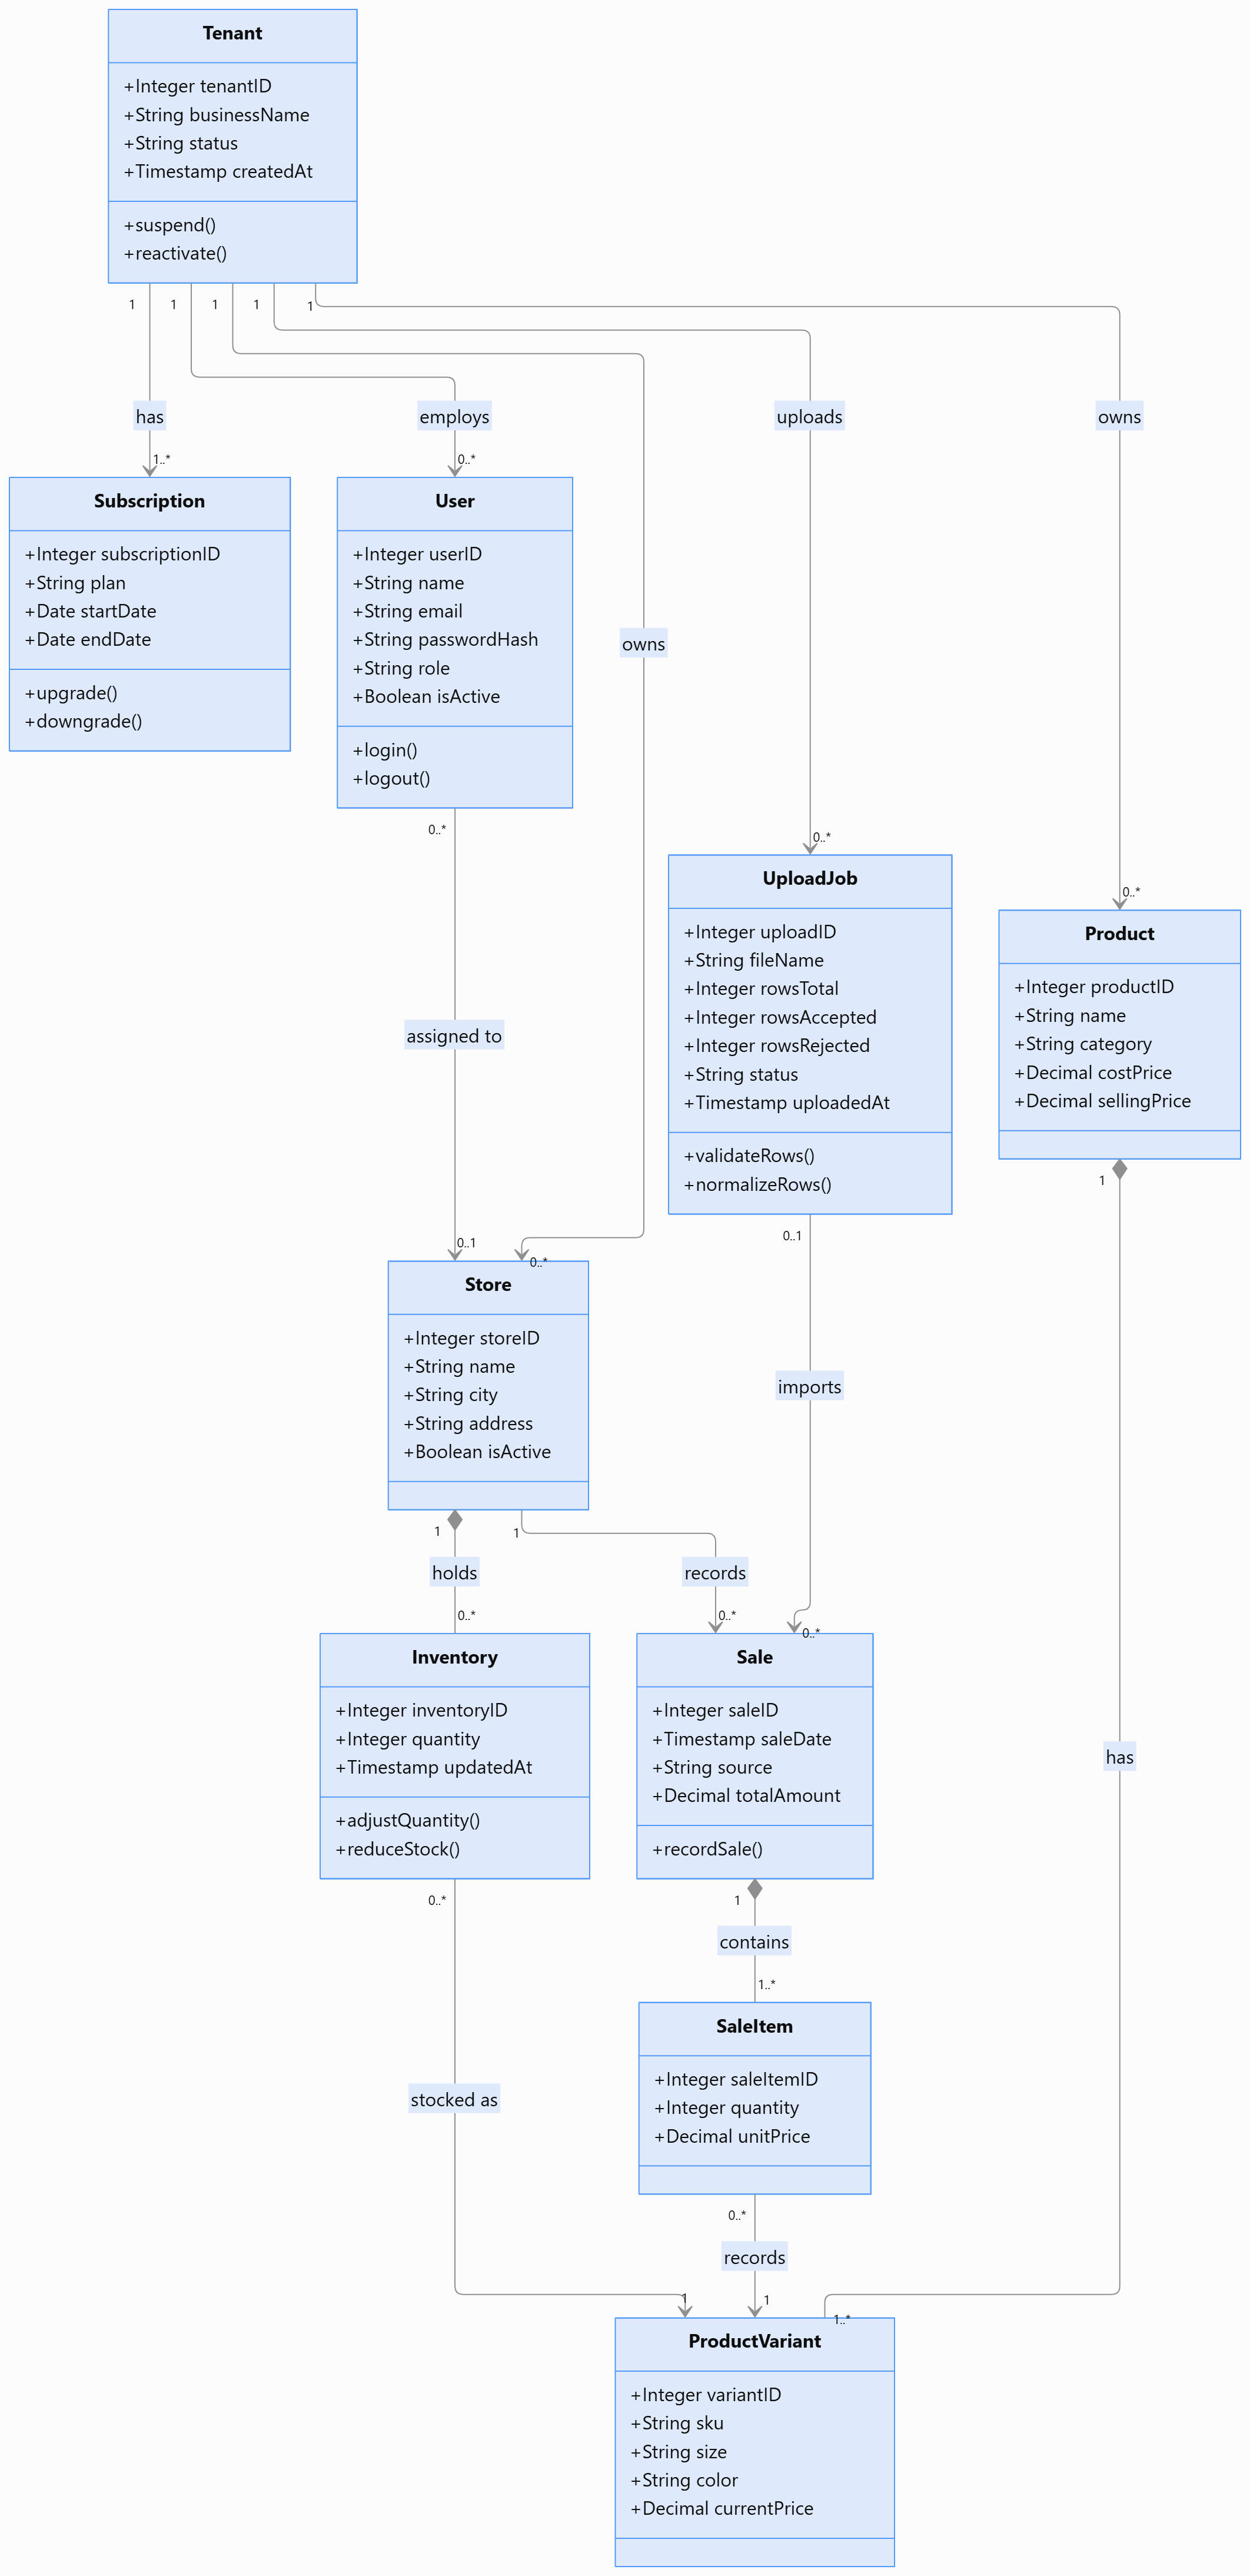 Tenant
+Integer tenantID
+String businessName
+String status
+Timestamp createdAt
+suspend()
+reactivate()
1
1
1
1
1
has
employs
uploads
owns
1..*
0..*
Subscription
+Integer subscriptionID
+String plan
+Date startDate
+Date endDate
+upgrade()
+downgrade()
User
+Integer userID
+String name
+String email
+String passwordHash
+String role
+Boolean isActive
+login()
+logout()
owns
0..*
0..*
0..*
UploadJob
+Integer uploadID
+String fileName
+Integer rowsTotal
+Integer rowsAccepted
+Integer rowsRejected
+String status
+Timestamp uploadedAt
+validateRows()
+normalizeRows()
Product
+Integer productID
+String name
+String category
+Decimal costPrice
+Decimal sellingPrice
assigned to
1
0..1
0..1
0..*
Store
+Integer storeID
+String name
+String city
+String address
+Boolean isActive
imports
1
1
holds
records
0..*
0..*
0..*
Inventory
+Integer inventoryID
+Integer quantity
+Timestamp updatedAt
+adjustQuantity()
+reduceStock()
Sale
+Integer saleID
+Timestamp saleDate
+String source
+Decimal totalAmount
+recordSale()
has
0..*
1
contains
1..*
SaleItem
+Integer saleItemID
+Integer quantity
+Decimal unitPrice
stocked as
0..*
records
1
1
1..*
ProductVariant
+Integer variantID
+String sku
+String size
+String color
+Decimal currentPrice